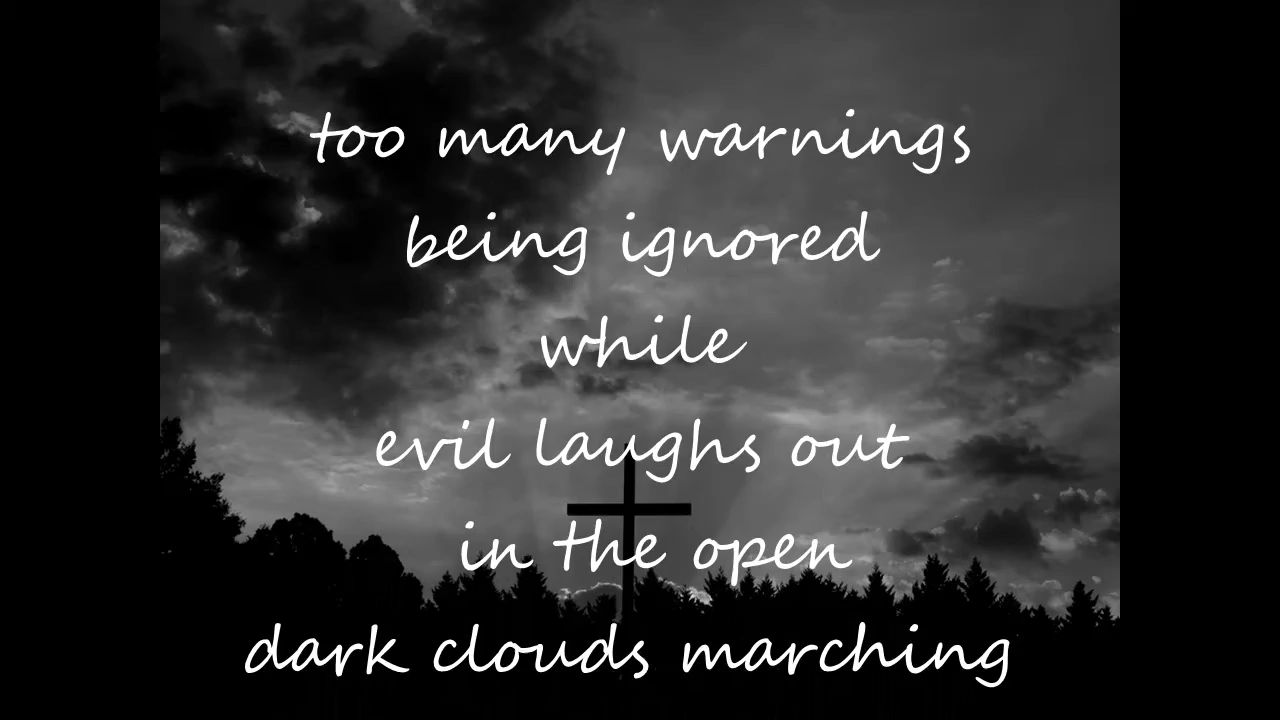 too many warnings
being ignored
while
evil laughs out
in the open
dark clouds marching